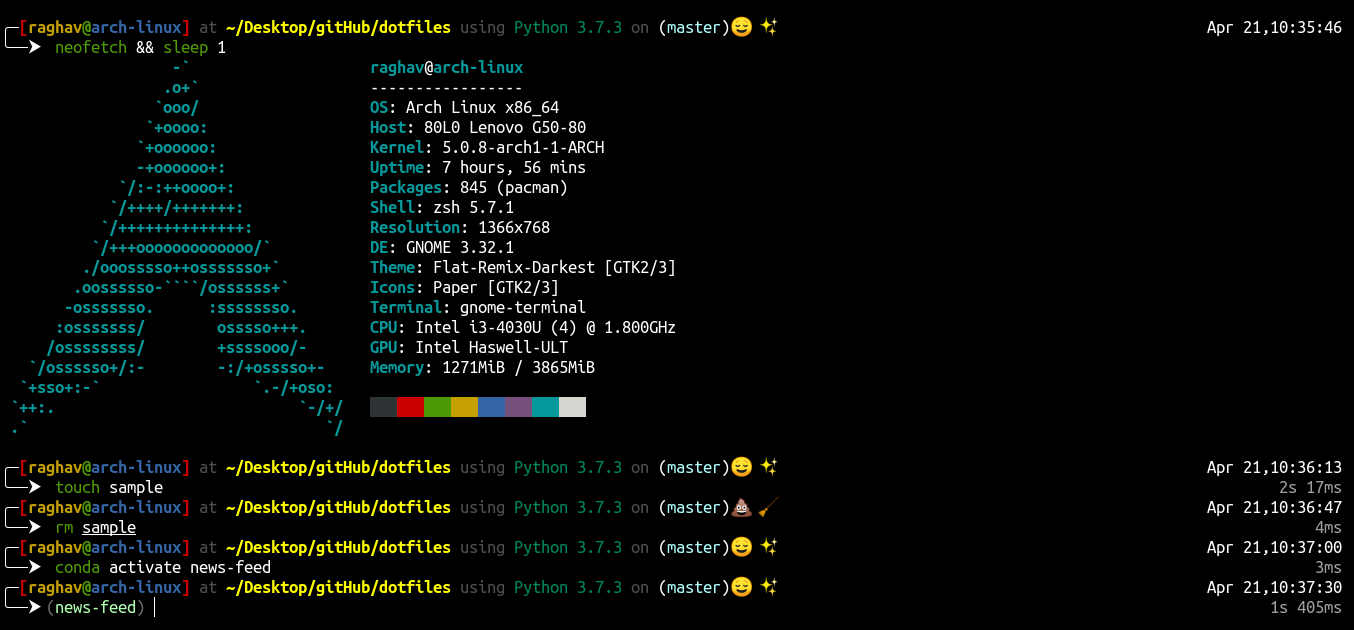 [raghav@arch-linux] at ~/Desktop/gitHub/dotfiles using Python 3.7.3 on (master)😌 ✨ Apr 21,10:35:46
neofetch && sleep 1
-` raghav@arch-linux
.o+` -----------------
`ooo/ OS: Arch Linux x86_64
`+oooo: Host: 80L0 Lenovo G50-80
`+oooooo: Kernel: 5.0.8-arch1-1-ARCH
-+oooooo+: Uptime: 7 hours, 56 mins
`/:-:++oooo+: Packages: 845 (pacman)
`/++++/+++++++: Shell: zsh 5.7.1
`/++++++++++++++: Resolution: 1366x768
`/+++ooooooooooooo/` DE: GNOME 3.32.1
./ooosssso++osssssso+` Theme: Flat-Remix-Darkest [GTK2/3]
.oossssso-````/ossssss+` Icons: Paper [GTK2/3]
-osssssso. :ssssssso. Terminal: gnome-terminal
:osssssss/ osssso+++. CPU: Intel i3-4030U (4) @ 1.800GHz
/ossssssss/ +ssssooo/- GPU: Intel Haswell-ULT
`/ossssso+/:- -:/+osssso+- Memory: 1271MiB / 3865MiB
`+sso+:-` `.-/+oso:
`++:. `-/+/
.` `/
[raghav@arch-linux] at ~/Desktop/gitHub/dotfiles using Python 3.7.3 on (master)😌 ✨ Apr 21,10:36:13
touch sample 2s 17ms
[raghav@arch-linux] at ~/Desktop/gitHub/dotfiles using Python 3.7.3 on (master)💩 🧹 Apr 21,10:36:47
rm sample 4ms
[raghav@arch-linux] at ~/Desktop/gitHub/dotfiles using Python 3.7.3 on (master)😌 ✨ Apr 21,10:37:00
conda activate news-feed 3ms
[raghav@arch-linux] at ~/Desktop/gitHub/dotfiles using Python 3.7.3 on (master)😌 ✨ Apr 21,10:37:30
(news-feed) 1s 405ms